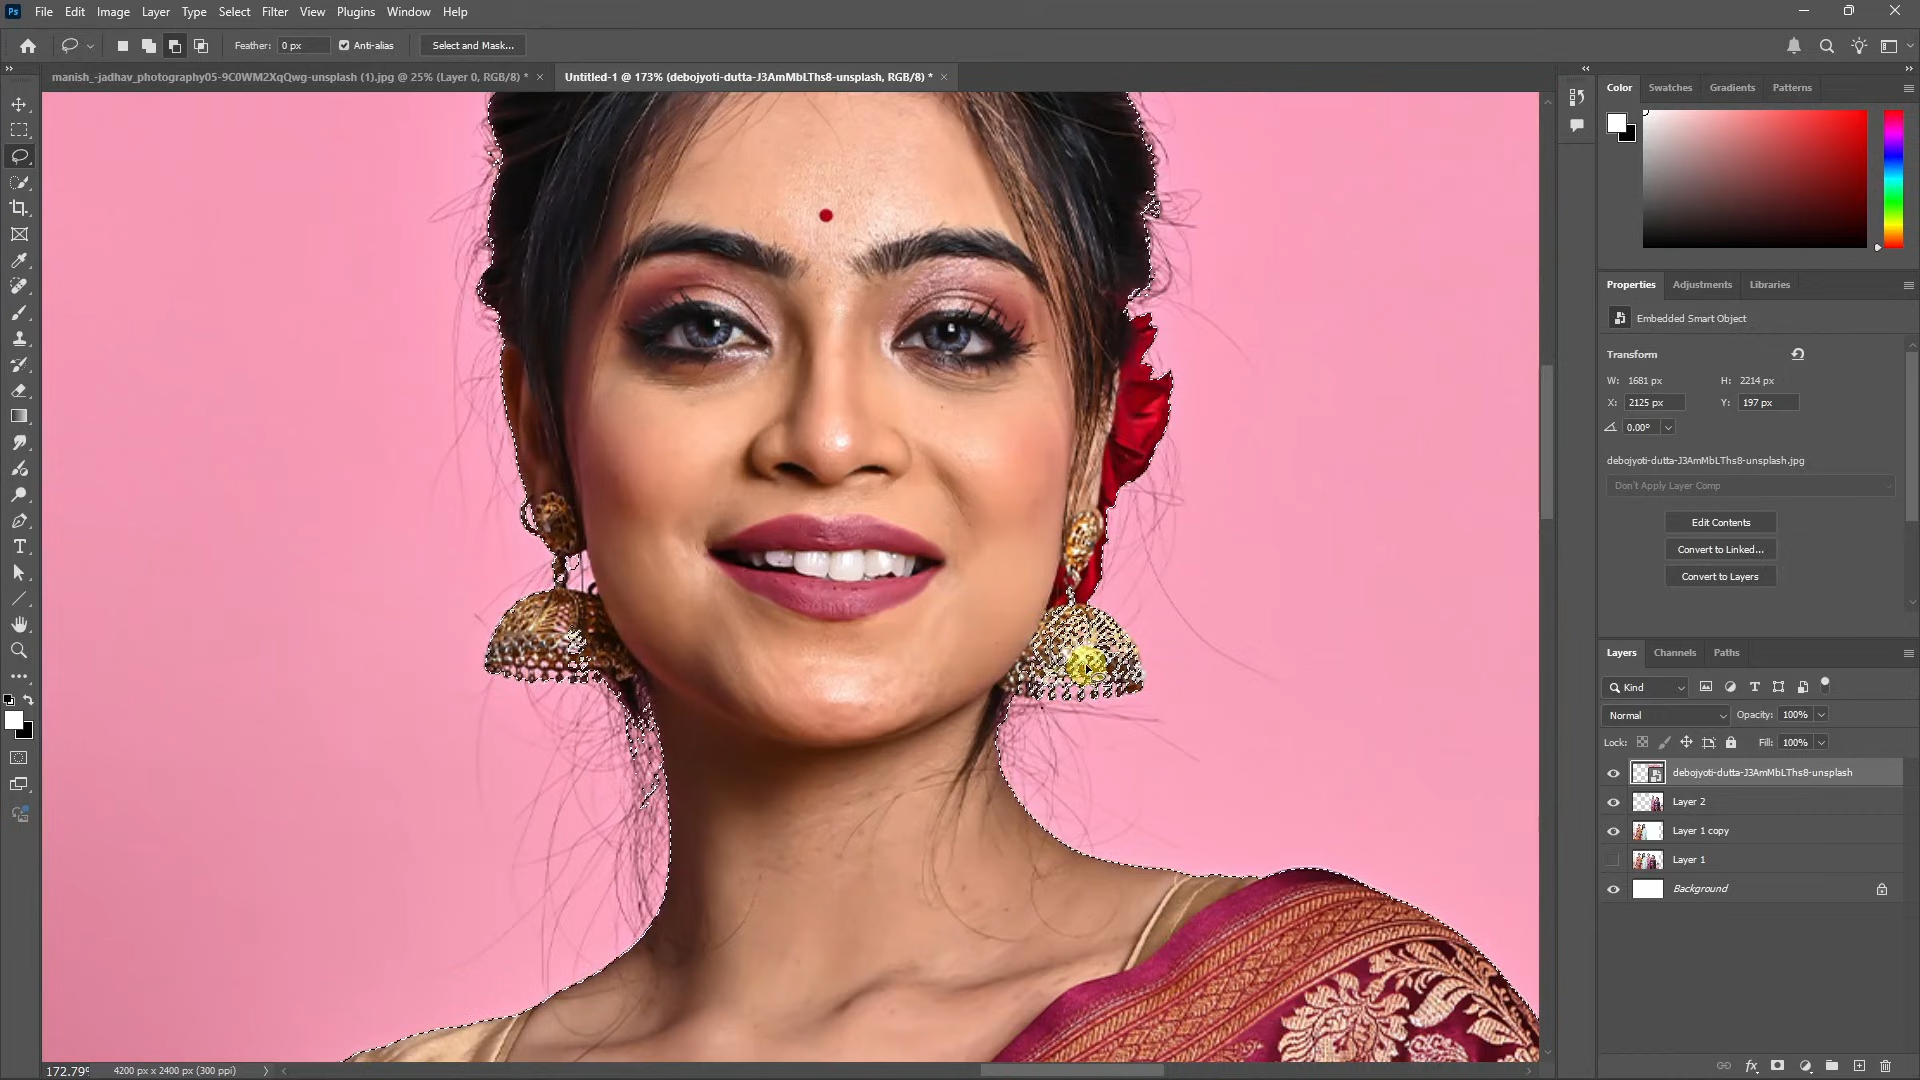 Ps File Edit Image Layer Type Select Filter View Plugins Window Help
Feather: 0 px Anti-alias Select and Mask...
manish_-jadhav_photography05-9C0WM2XqQwg-unsplash (1).jpg @ 25% (Layer 0, RGB/8) * ×
Untitled-1 @ 173% (debojyoti-dutta-J3AmMbLThs8-unsplash, RGB/8) * ×
Color Swatches Gradients Patterns
Properties Adjustments Libraries
Embedded Smart Object
Transform
W: 1681 px H: 2214 px
X: 2125 px Y: 197 px
0.00°
debojyoti-dutta-J3AmMbLThs8-unsplash.jpg
Don't Apply Layer Comp
Edit Contents
Convert to Linked...
Convert to Layers
Layers Channels Paths
Kind
Normal Opacity: 100%
Lock: Fill: 100%
debojyoti-dutta-J3AmMbLThs8-unsplash
Layer 2
Layer 1 copy
Layer 1
Background
172.79% 4200 px x 2400 px (300 ppi)